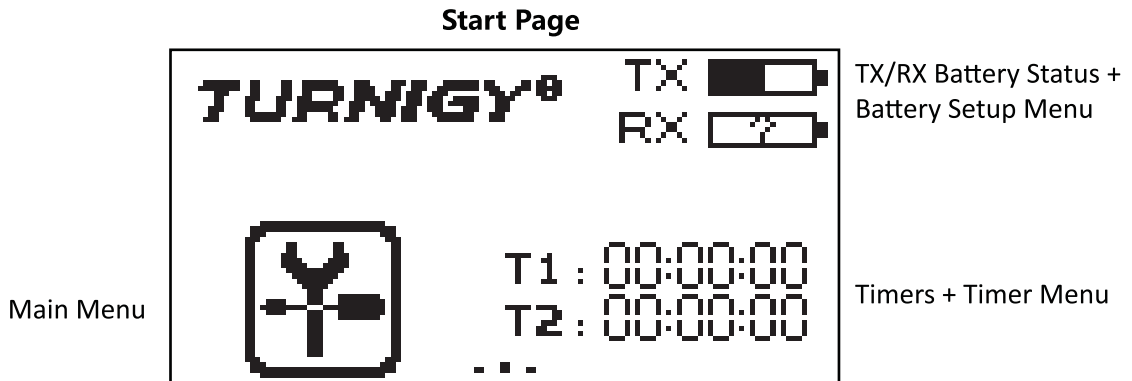 Start Page
TURNIGY®
TX
TX/RX Battery Status +
Battery Setup Menu
RX ?
Main Menu
T1 : 00:00:00
Timers + Timer Menu
T2 : 00:00:00